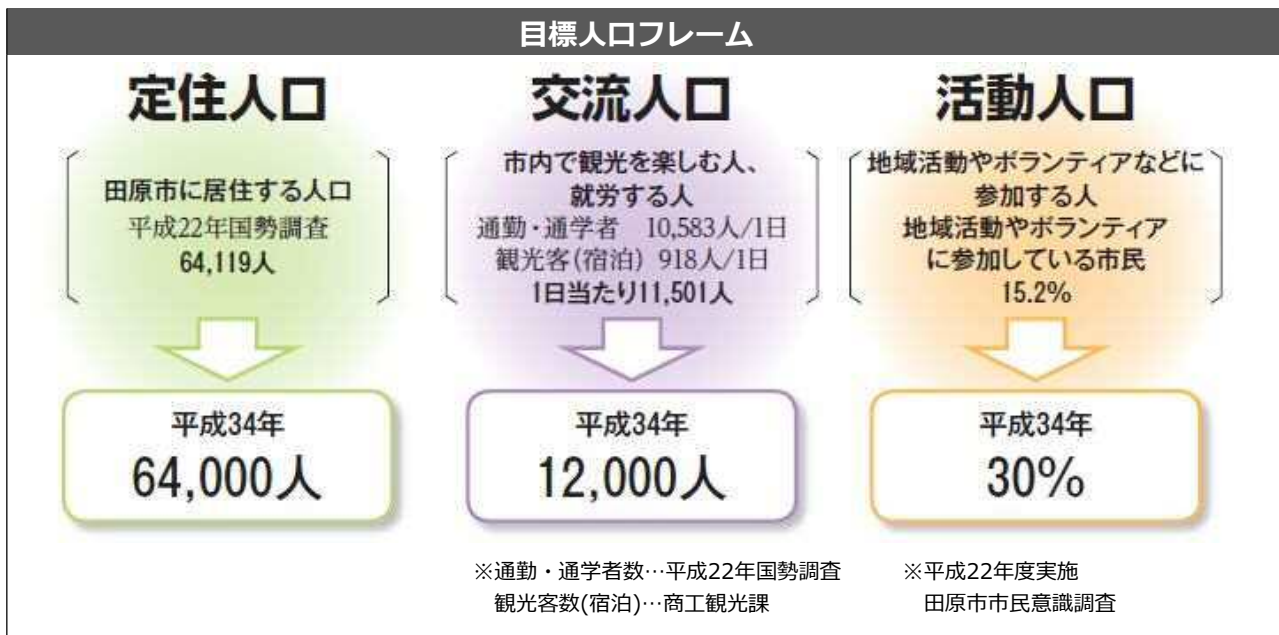 目標人口フレーム
定住人口
田原市に居住する人口
平成22年国勢調査
64,119人
平成34年
64,000人
交流人口
市内で観光を楽しむ人、
就労する人
通勤・通学者 10,583人/1日
観光客(宿泊) 918人/1日
1日当たり11,501人
平成34年
12,000人
※通勤・通学者数…平成22年国勢調査
観光客数(宿泊)…商工観光課
活動人口
地域活動やボランティアなどに
参加する人
地域活動やボランティア
に参加している市民
15.2%
平成34年
30%
※平成22年度実施
田原市市民意識調査